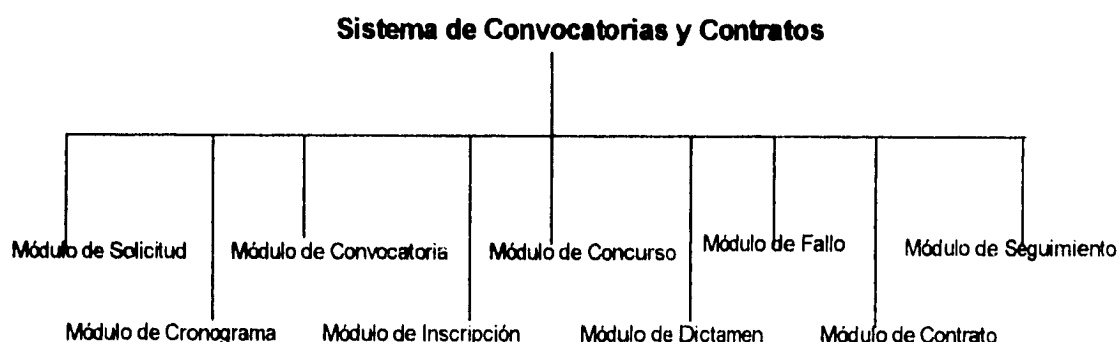 Sistema de Convocatorias y Contratos
Módulo de Solicitud
Módulo de Convocatoria
Módulo de Concurso
Módulo de Fallo
Módulo de Seguimiento
Módulo de Cronograma
Módulo de Inscripción
Módulo de Dictamen
Módulo de Contrato